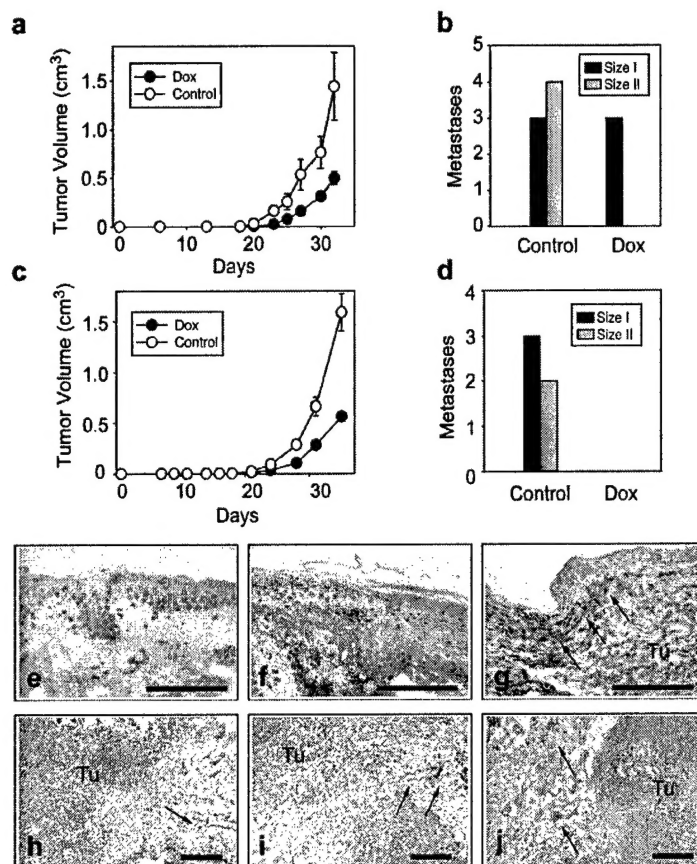 a
Tumor Volume (cm³)
1.5
1.0
0.5
0
Dox
Control
0 10 20 30
Days
b
Metastases
5
4
3
2
1
0
Size I
Size II
Control Dox
c
Tumor Volume (cm³)
1.5
1.0
0.5
0
Dox
Control
0 10 20 30
Days
d
Metastases
4
3
2
1
0
Size I
Size II
Control Dox
e
f
g
Tu
h
Tu
i
Tu
j
Tu